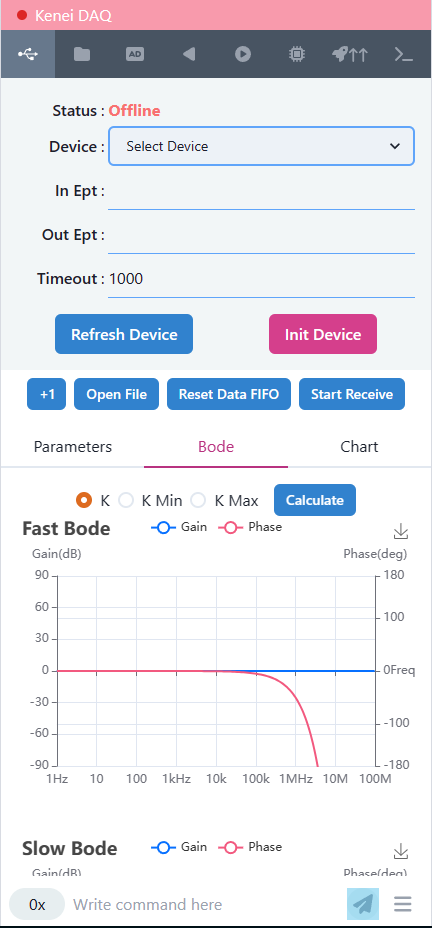 Kenei DAQ
AD
Status : Offline
Device : Select Device
In Ept :
Out Ept :
Timeout : 1000
Refresh Device Init Device
+1 Open File Reset Data FIFO Start Receive
Parameters Bode Chart
K K Min K Max Calculate
Fast Bode Gain Phase
Gain(dB) Phase(deg)
90 180
60 100
30
0 0Freq
-30
-60 -100
-90 -180
1Hz 10 100 1kHz 10k 100k 1MHz 10M 100M
Slow Bode Gain Phase
Gain(dB) Phase(deg)
0x Write command here